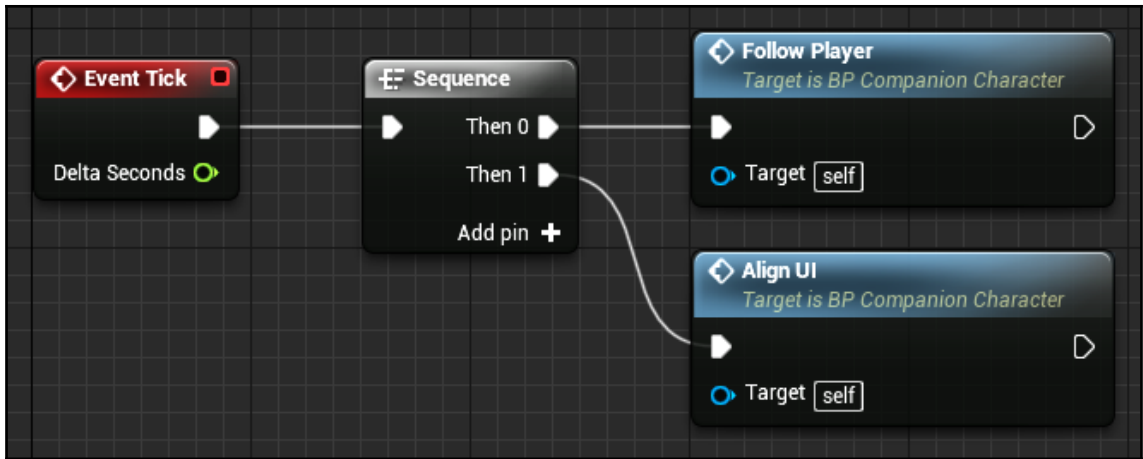 Event Tick
Delta Seconds
Sequence
Then 0
Then 1
Add pin
Follow Player
Target is BP Companion Character
Target self
Align UI
Target is BP Companion Character
Target self